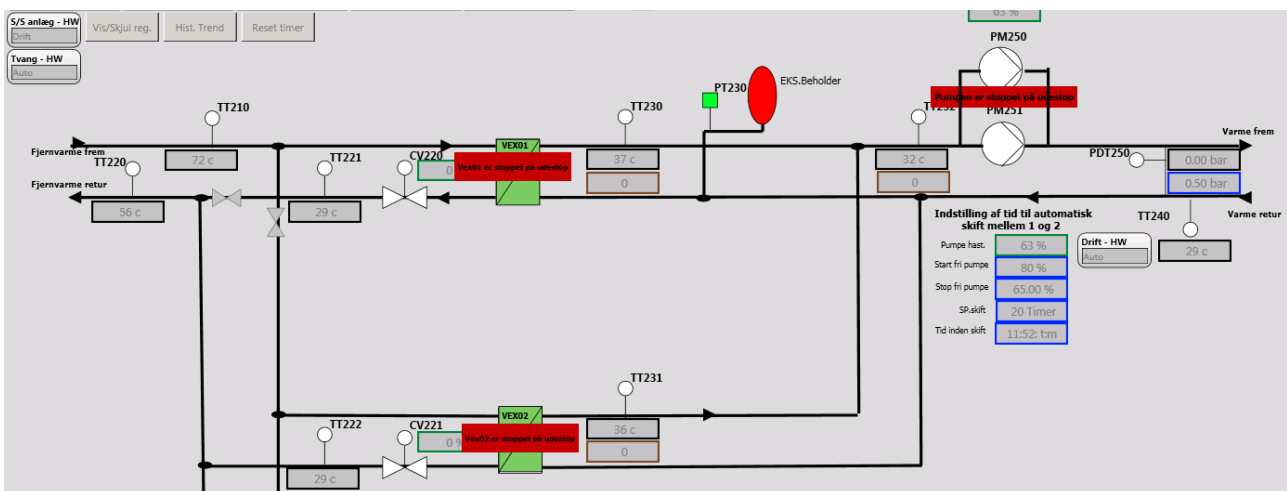 S/S anlæg - HW
Drift
Vis/Skjul reg.
Hist. Trend
Reset timer
Tvang - HW
Auto
63 %
PM250
EKS.Beholder
PT230
TT210
TT230
Pumpen er stoppet på udestop
PM251
Fjernvarme frem
VEX01
Varme frem
72 c
TT220
TT221
CV220
0
Vex01 er stoppet på udestop
37 c
32 c
PDT250
0.00 bar
Fjernvarme retur
0
0
0.50 bar
56 c
29 c
Varme retur
Indstilling af tid til automatisk
skift mellem 1 og 2
TT240
Pumpe hast.
63 %
Drift - HW
Auto
29 c
Start fri pumpe
80 %
Stop fri pumpe
65.00 %
SP.skift
20 Timer
Tid inden skift
11:52: t:m
TT231
VEX02
TT222
CV221
0 %
Vex02 er stoppet på udestop
36 c
0
29 c